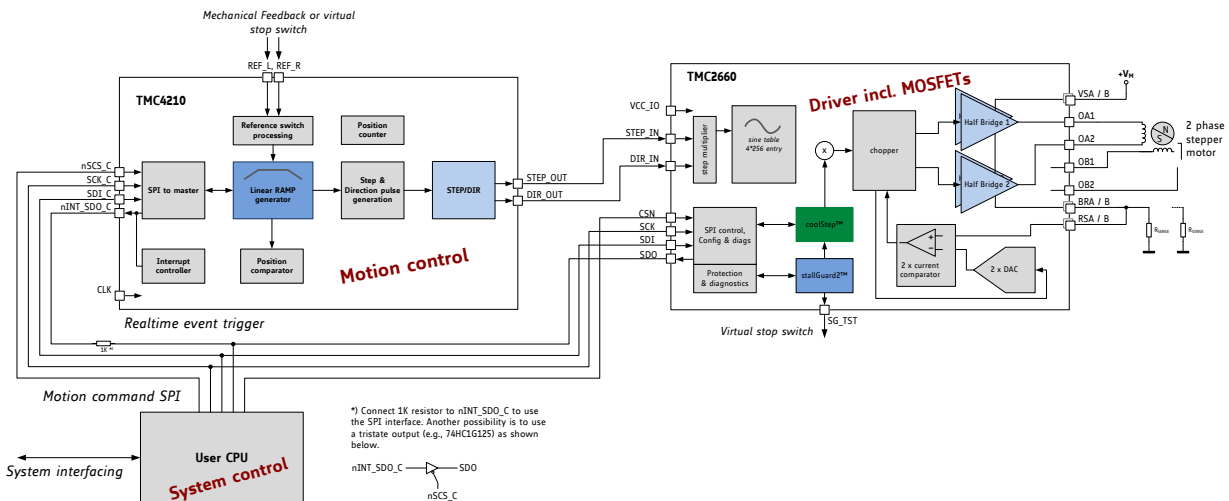 Mechanical Feedback or virtual
stop switch
REF_L, REF_R
TMC4210
Reference switch
processing
Position
counter
nSCS_C
SCK_C
SDI_C
nINT_SDO_C
SPI to master
Linear RAMP
generator
Step &
Direction pulse
generation
STEP/DIR
STEP_OUT
DIR_OUT
Interrupt
controller
Position
comparator
Motion control
CLK
Realtime event trigger
1K *)
Motion command SPI
User CPU
System control
System interfacing
*) Connect 1K resistor to nINT_SDO_C to use
the SPI interface. Another possibility is to use
a tristate output (e.g., 74HC1G125) as shown
below.
nINT_SDO_C
SDO
nSCS_C
TMC2660
Driver incl. MOSFETs
VCC_IO
STEP_IN
DIR_IN
step multiplier
sine table
4*256 entry
x
chopper
Half Bridge 1
Half Bridge 2
+VM
VSA / B
OA1
OA2
OB1
OB2
BRA / B
RSA / B
N
S
2 phase
stepper
motor
RSENSE
RSENSE
CSN
SCK
SDI
SDO
SPI control,
Config & diags
Protection
& diagnostics
coolStep™
stallGuard2™
2 x current
comparator
2 x DAC
SG_TST
Virtual stop switch